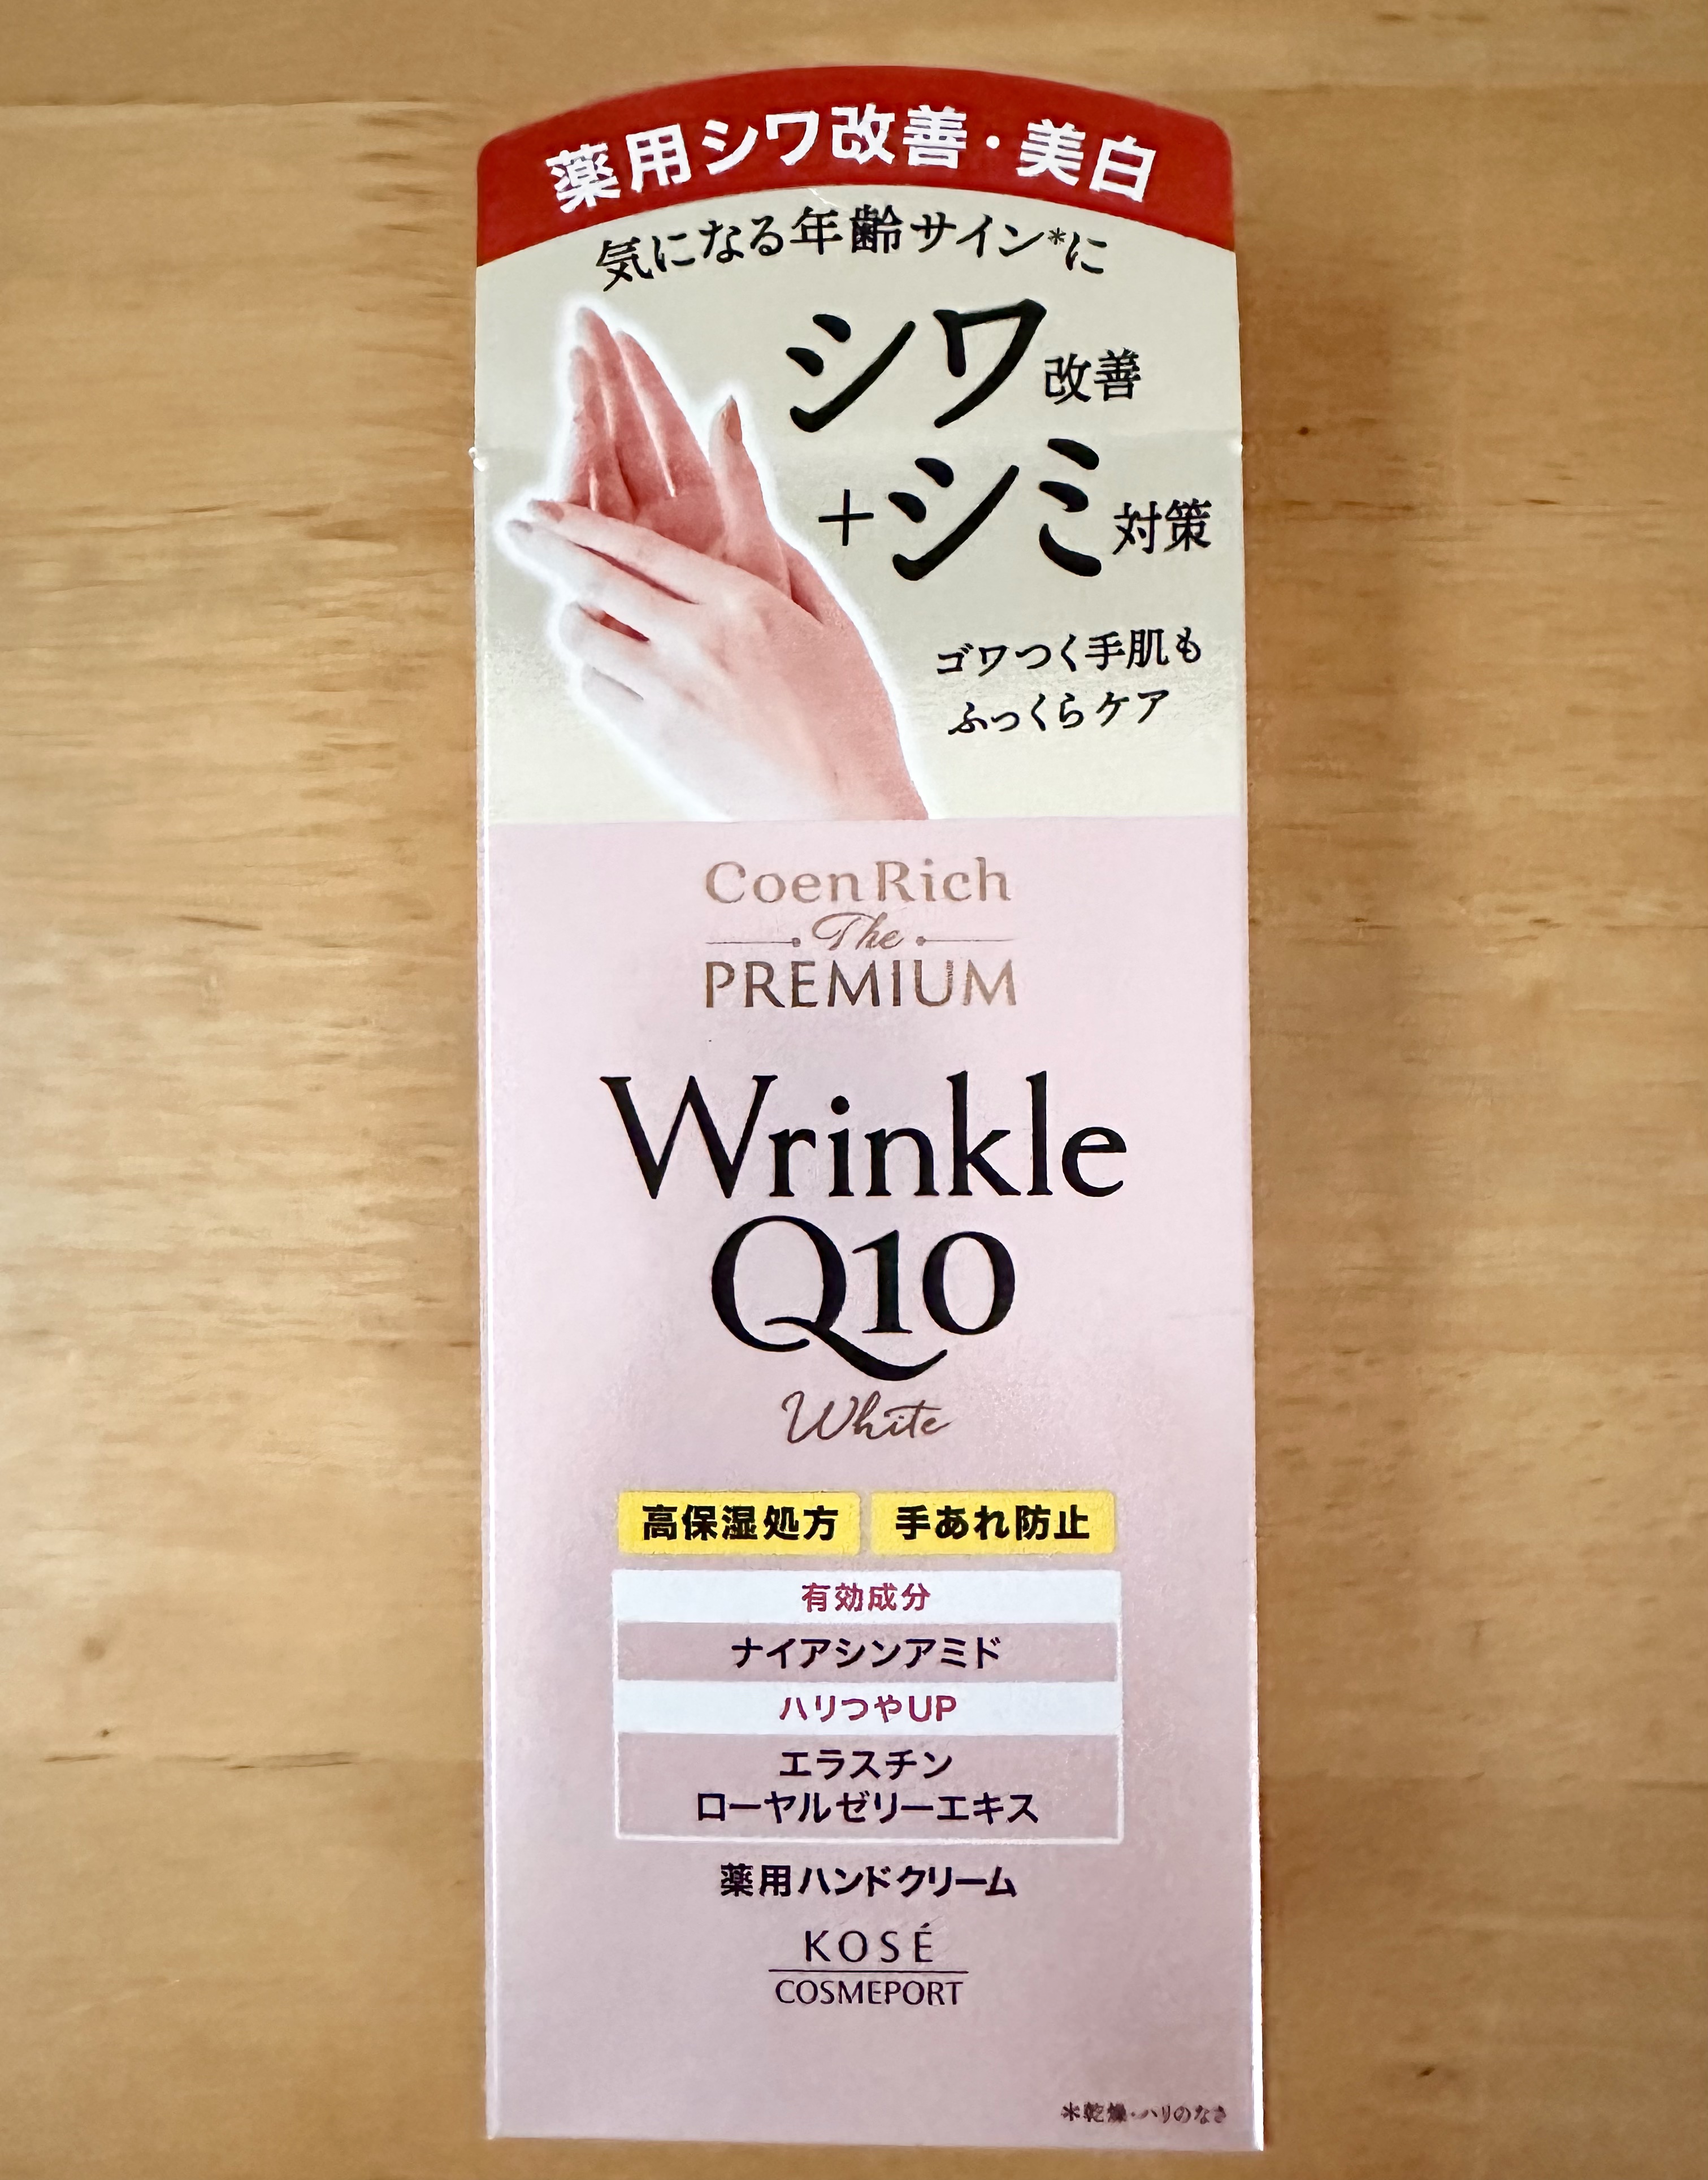 薬用シワ改善・美白
気になる年齢サイン*に
シワ改善
+シミ対策
ゴワつく手肌も
ふっくらケア
CoenRich
The
PREMIUM
Wrinkle
Q10
White
高保湿処方 手あれ防止
有効成分
ナイアシンアミド
ハリつやUP
エラスチン
ローヤルゼリーエキス
薬用ハンドクリーム
KOSÉ
COSMEPORT
*乾燥・ハリのなさ